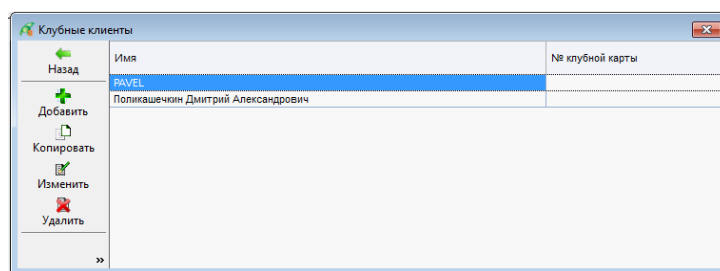 Клубные клиенты
Назад
Добавить
Копировать
Изменить
Удалить
»
Имя № клубной карты
PAVEL
Поликашечкин Дмитрий Александрович